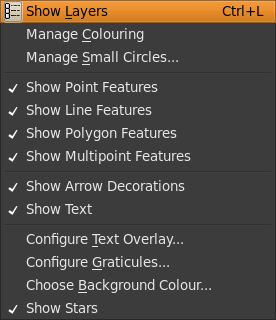 Show Layers Ctrl+L
Manage Colouring
Manage Small Circles...
Show Point Features
Show Line Features
Show Polygon Features
Show Multipoint Features
Show Arrow Decorations
Show Text
Configure Text Overlay...
Configure Graticules...
Choose Background Colour...
Show Stars